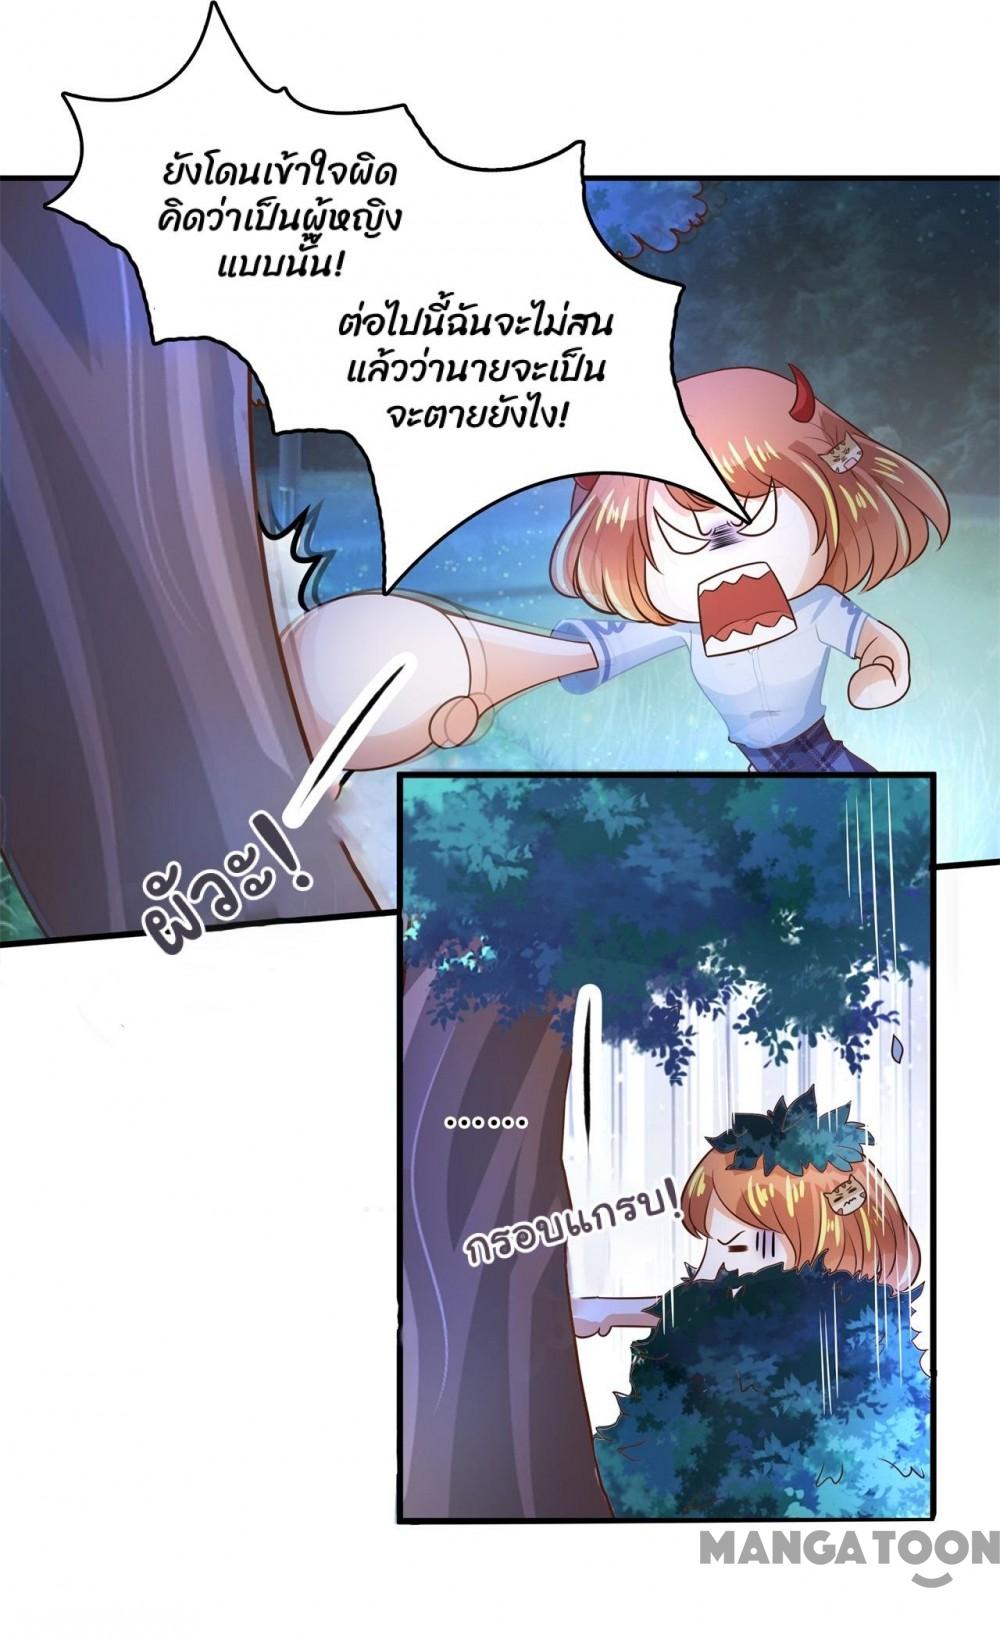 ยังโดนเข้าใจผิด
คิดว่าเป็นผู้หญิง
แบบนั้น!
ต่อไปนี้ฉันจะไม่สน
แล้วว่านายจะเป็น
จะตายยังไง!
ผัวะ!
......
กรอบแกรบ!
MANGATOON